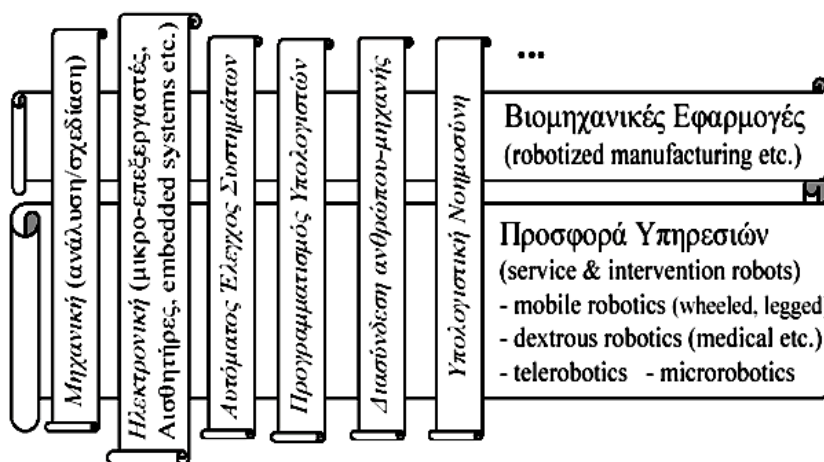 Μηχανική (ανάλυση/σχεδίαση)
Ηλεκτρονική (μικρο-επεξεργαστές,
Αισθητήρες, embedded systems etc.)
Αυτόματος Έλεγχος Συστημάτων
Προγραμματισμός Υπολογιστών
Διασύνδεση ανθρώπου-μηχανής
Υπολογιστική Νοημοσύνη
...
Βιομηχανικές Εφαρμογές
(robotized manufacturing etc.)
Προσφορά Υπηρεσιών
(service & intervention robots)
- mobile robotics (wheeled, legged)
- dextrous robotics (medical etc.)
- telerobotics - microrobotics